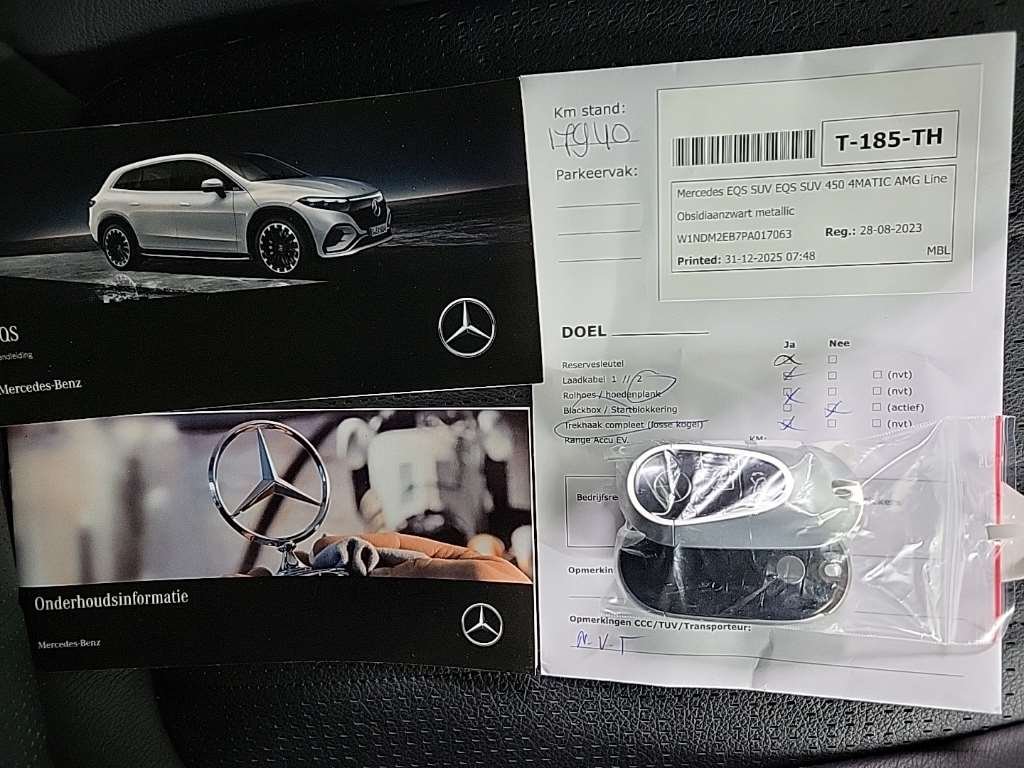 EQS
Mercedes-Benz
Onderhoudsinformatie
Mercedes-Benz
Km stand:
17940
Parkeervak:
T-185-TH
Mercedes EQS SUV EQS SUV 450 4MATIC AMG Line
Obsidiaanzwart metallic
W1NDM2EB7PA017063 Reg.: 28-08-2023
Printed: 31-12-2025 07:48 MBL
DOEL
Ja Nee
Reservesleutel
Laadkabel 1 // 2 (nvt)
Rolhoes / hoedenplank (nvt)
Blackbox / Startblokkering (actief)
Trekhaak compleet (losse kogel) (nvt)
Range Accu EV. KM:
Opmerkingen CCC/TUV/Transporteur:
N.V.T